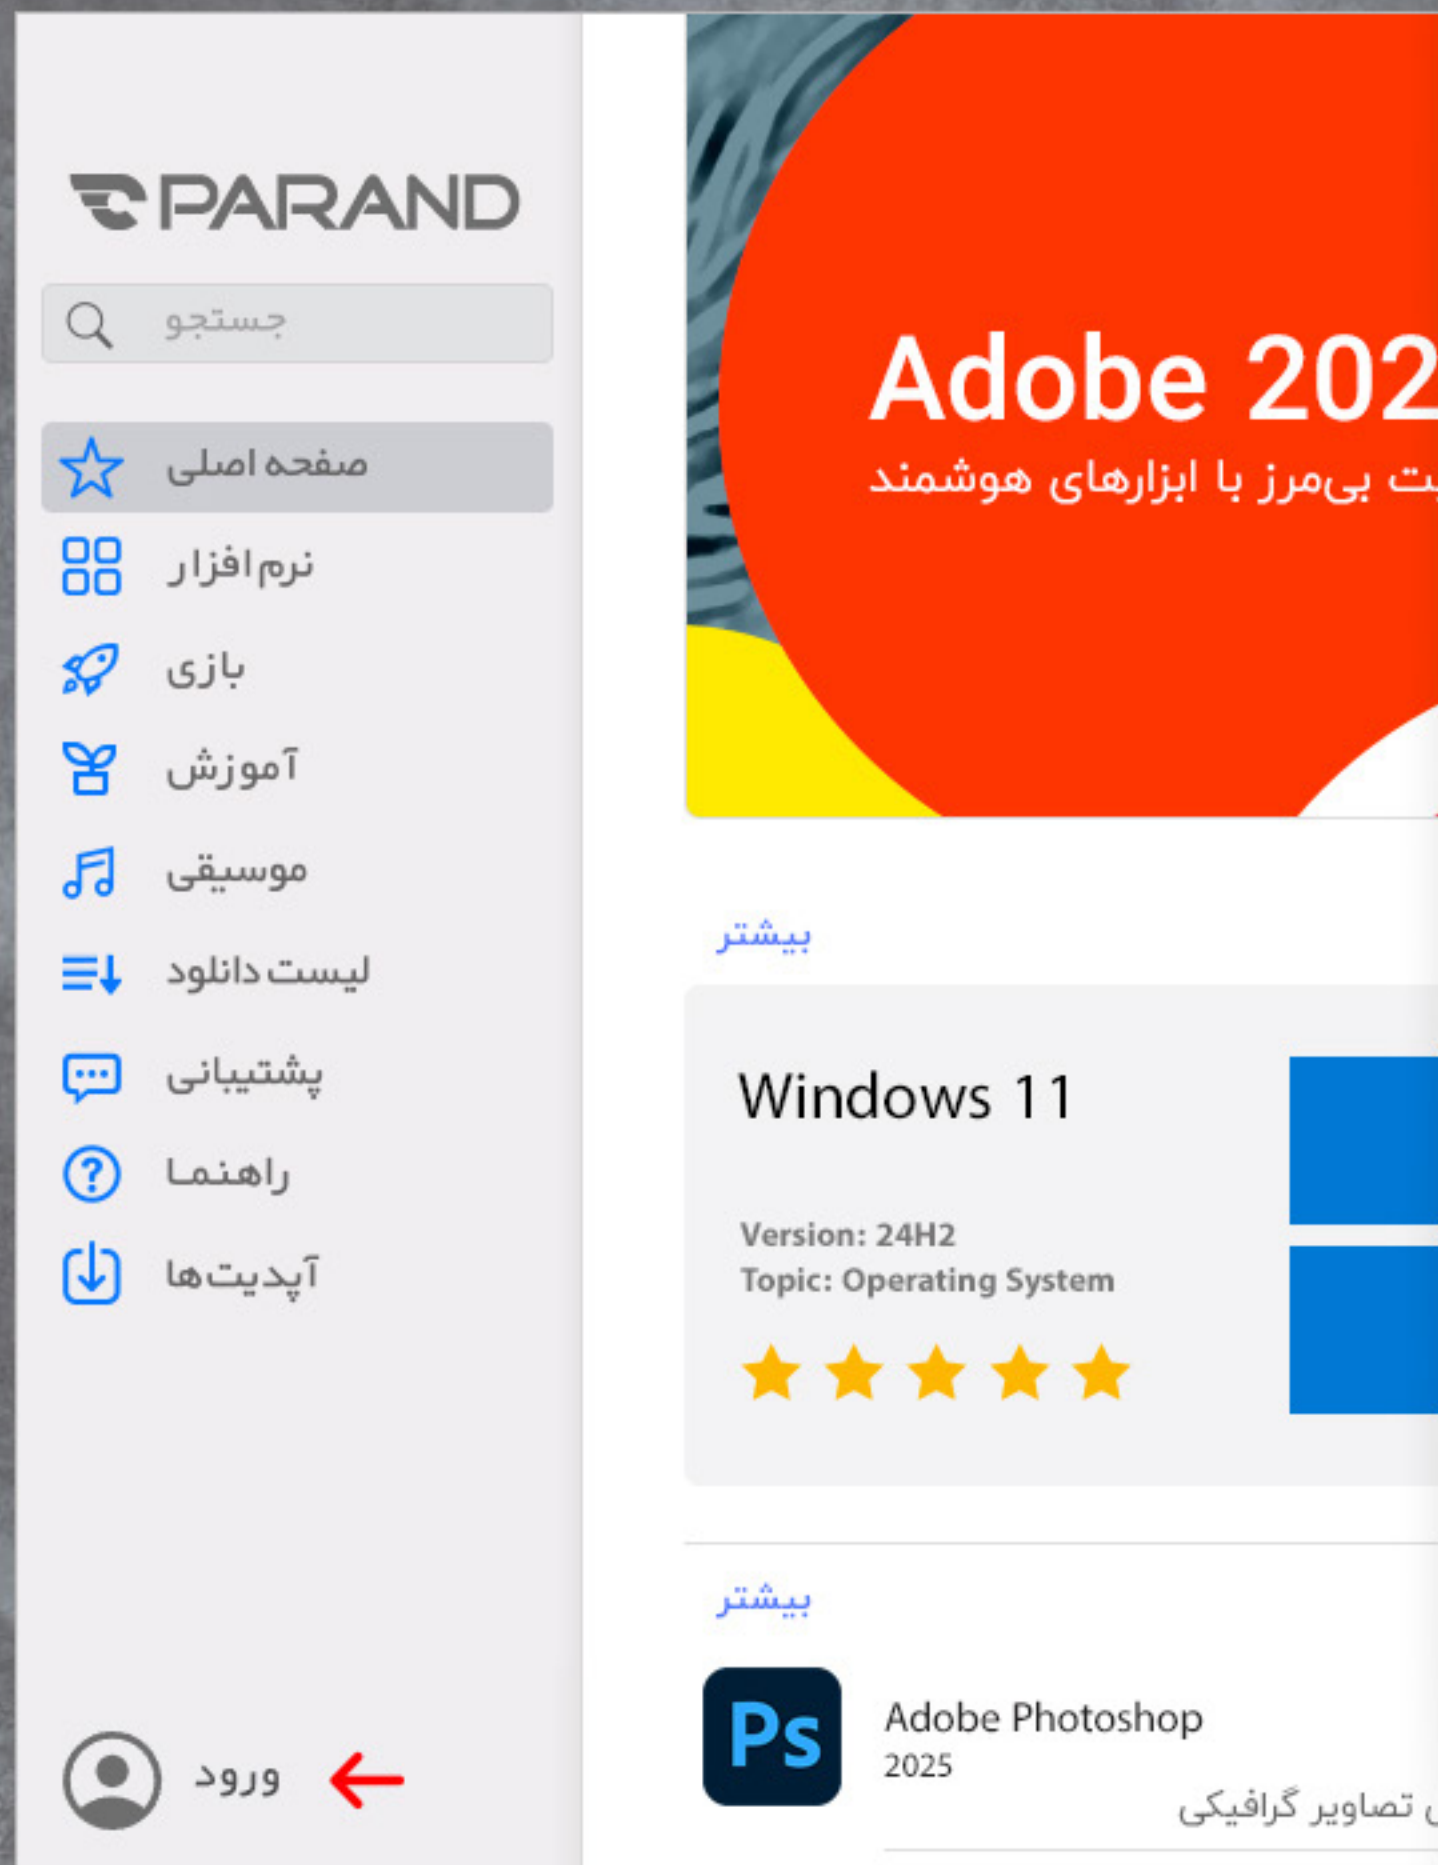 PARAND
جستجو
صفحه اصلی
نرم افزار
بازی
آموزش
موسیقی
لیست دانلود
پشتیبانی
راهنما
آپدیت‌ها
ورود
Adobe 202
بی‌مرز با ابزارهای هوشمند
بیشتر
Windows 11
Version: 24H2
Topic: Operating System
بیشتر
Ps
Adobe Photoshop
2025
تصاویر گرافیکی